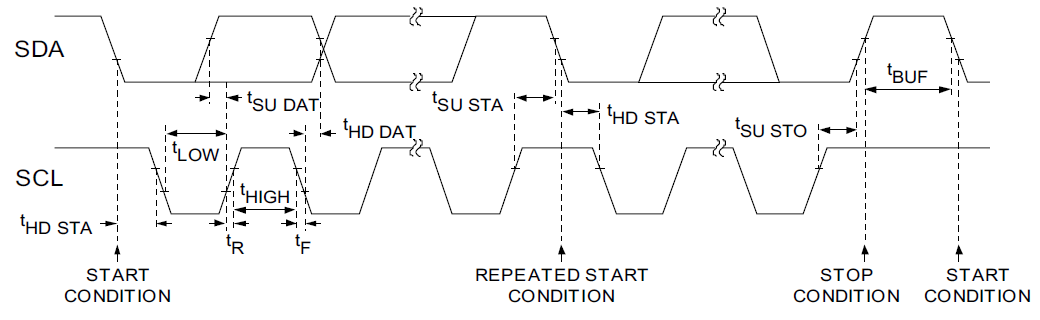 SDA
tSU DAT
tHD DAT
tSU STA
tHD STA
tBUF
tSU STO
tLOW
SCL
tHIGH
tHD STA
tR
tF
START
CONDITION
REPEATED START
CONDITION
STOP
CONDITION
START
CONDITION